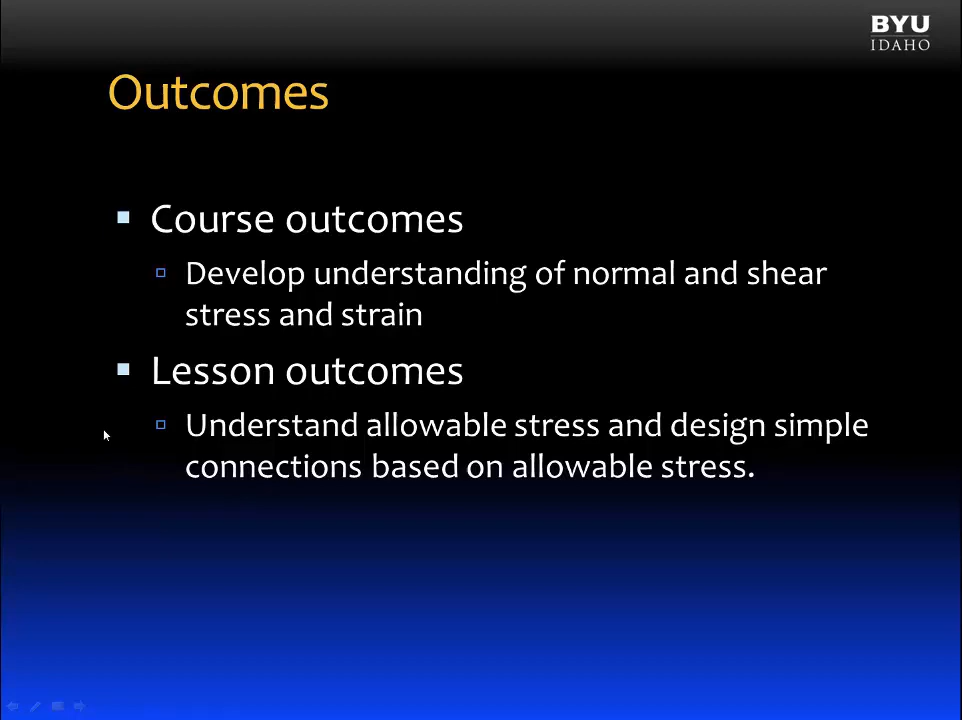 BYU
IDAHO
Outcomes
Course outcomes
Develop understanding of normal and shear
stress and strain
Lesson outcomes
Understand allowable stress and design simple
connections based on allowable stress.